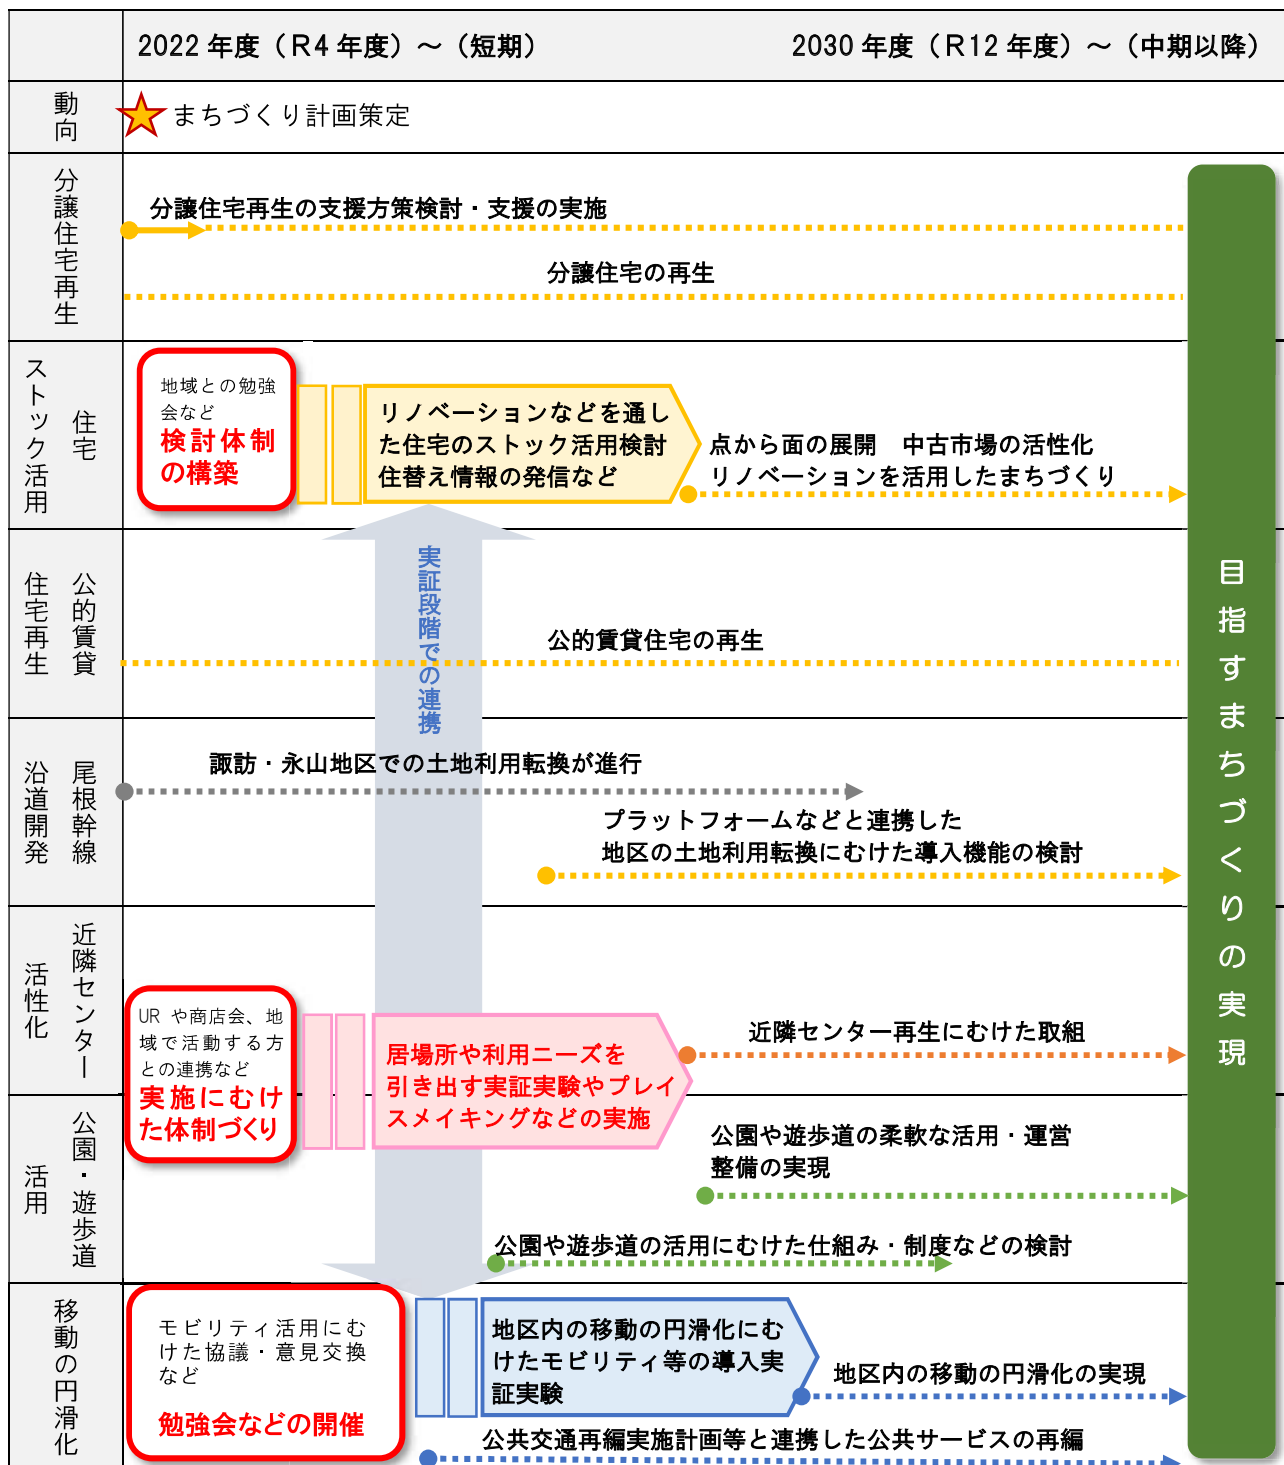 2022 年度（R4 年度）～（短期）
2030 年度（R12 年度）～（中期以降）
動向
まちづくり計画策定
分譲住宅再生
分譲住宅再生の支援方策検討・支援の実施
分譲住宅の再生
住宅
ストック活用
地域との勉強
会など
検討体制
の構築
リノベーションなどを通し
た住宅のストック活用検討
住替え情報の発信など
点から面の展開　中古市場の活性化
リノベーションを活用したまちづくり
実証段階での連携
公的賃貸
住宅再生
公的賃貸住宅の再生
尾根幹線
沿道開発
諏訪・永山地区での土地利用転換が進行
プラットフォームなどと連携した
地区の土地利用転換にむけた導入機能の検討
近隣センター
活性化
UR や商店会、地
域で活動する方
との連携など
実施にむけ
た体制づくり
居場所や利用ニーズを
引き出す実証実験やプレイ
スメイキングなどの実施
近隣センター再生にむけた取組
公園・遊歩道
活用
公園や遊歩道の柔軟な活用・運営
整備の実現
公園や遊歩道の活用にむけた仕組み・制度などの検討
移動の円滑化
モビリティ活用にむ
けた協議・意見交換
など
勉強会などの開催
地区内の移動の円滑化にむ
けたモビリティ等の導入実
証実験
地区内の移動の円滑化の実現
公共交通再編実施計画等と連携した公共サービスの再編
目指すまちづくりの実現